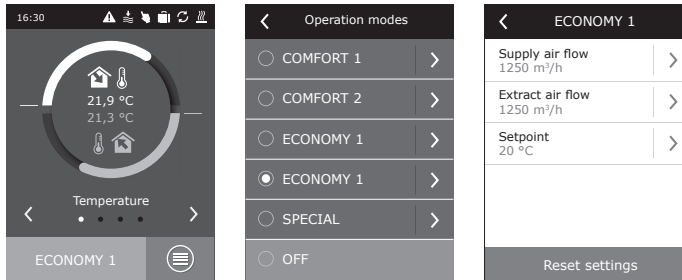 16:30
21,9 °C
21,3 °C
Temperature
ECONOMY 1
Operation modes
COMFORT 1
COMFORT 2
ECONOMY 1
ECONOMY 1
SPECIAL
OFF
ECONOMY 1
Supply air flow
1250 m³/h
Extract air flow
1250 m³/h
Setpoint
20 °C
Reset settings